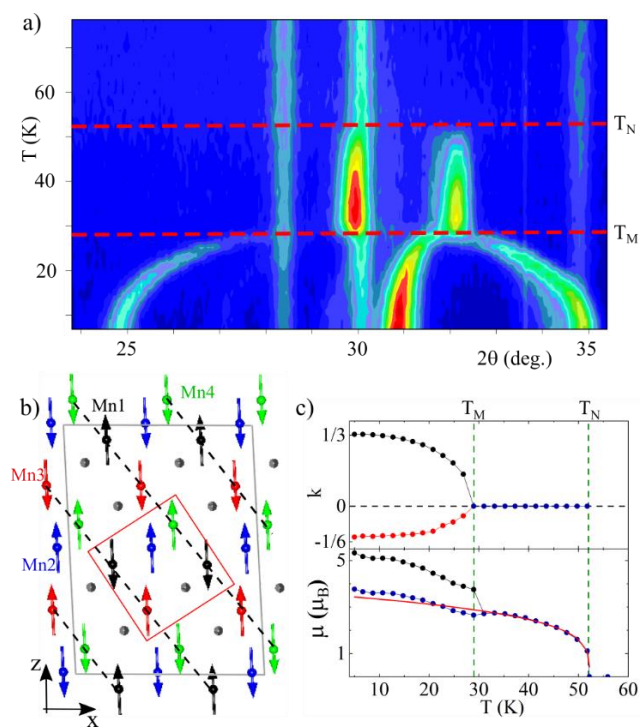 a)
T (K)
60
40
20
T_N
T_M
25
30
35
2θ (deg.)
b)
Mn1
Mn4
Mn3
Mn2
z
x
c)
T_M
T_N
1/3
k
0
-1/6
5
μ (μ_B)
1
0
10
20
30
40
50
60
T (K)